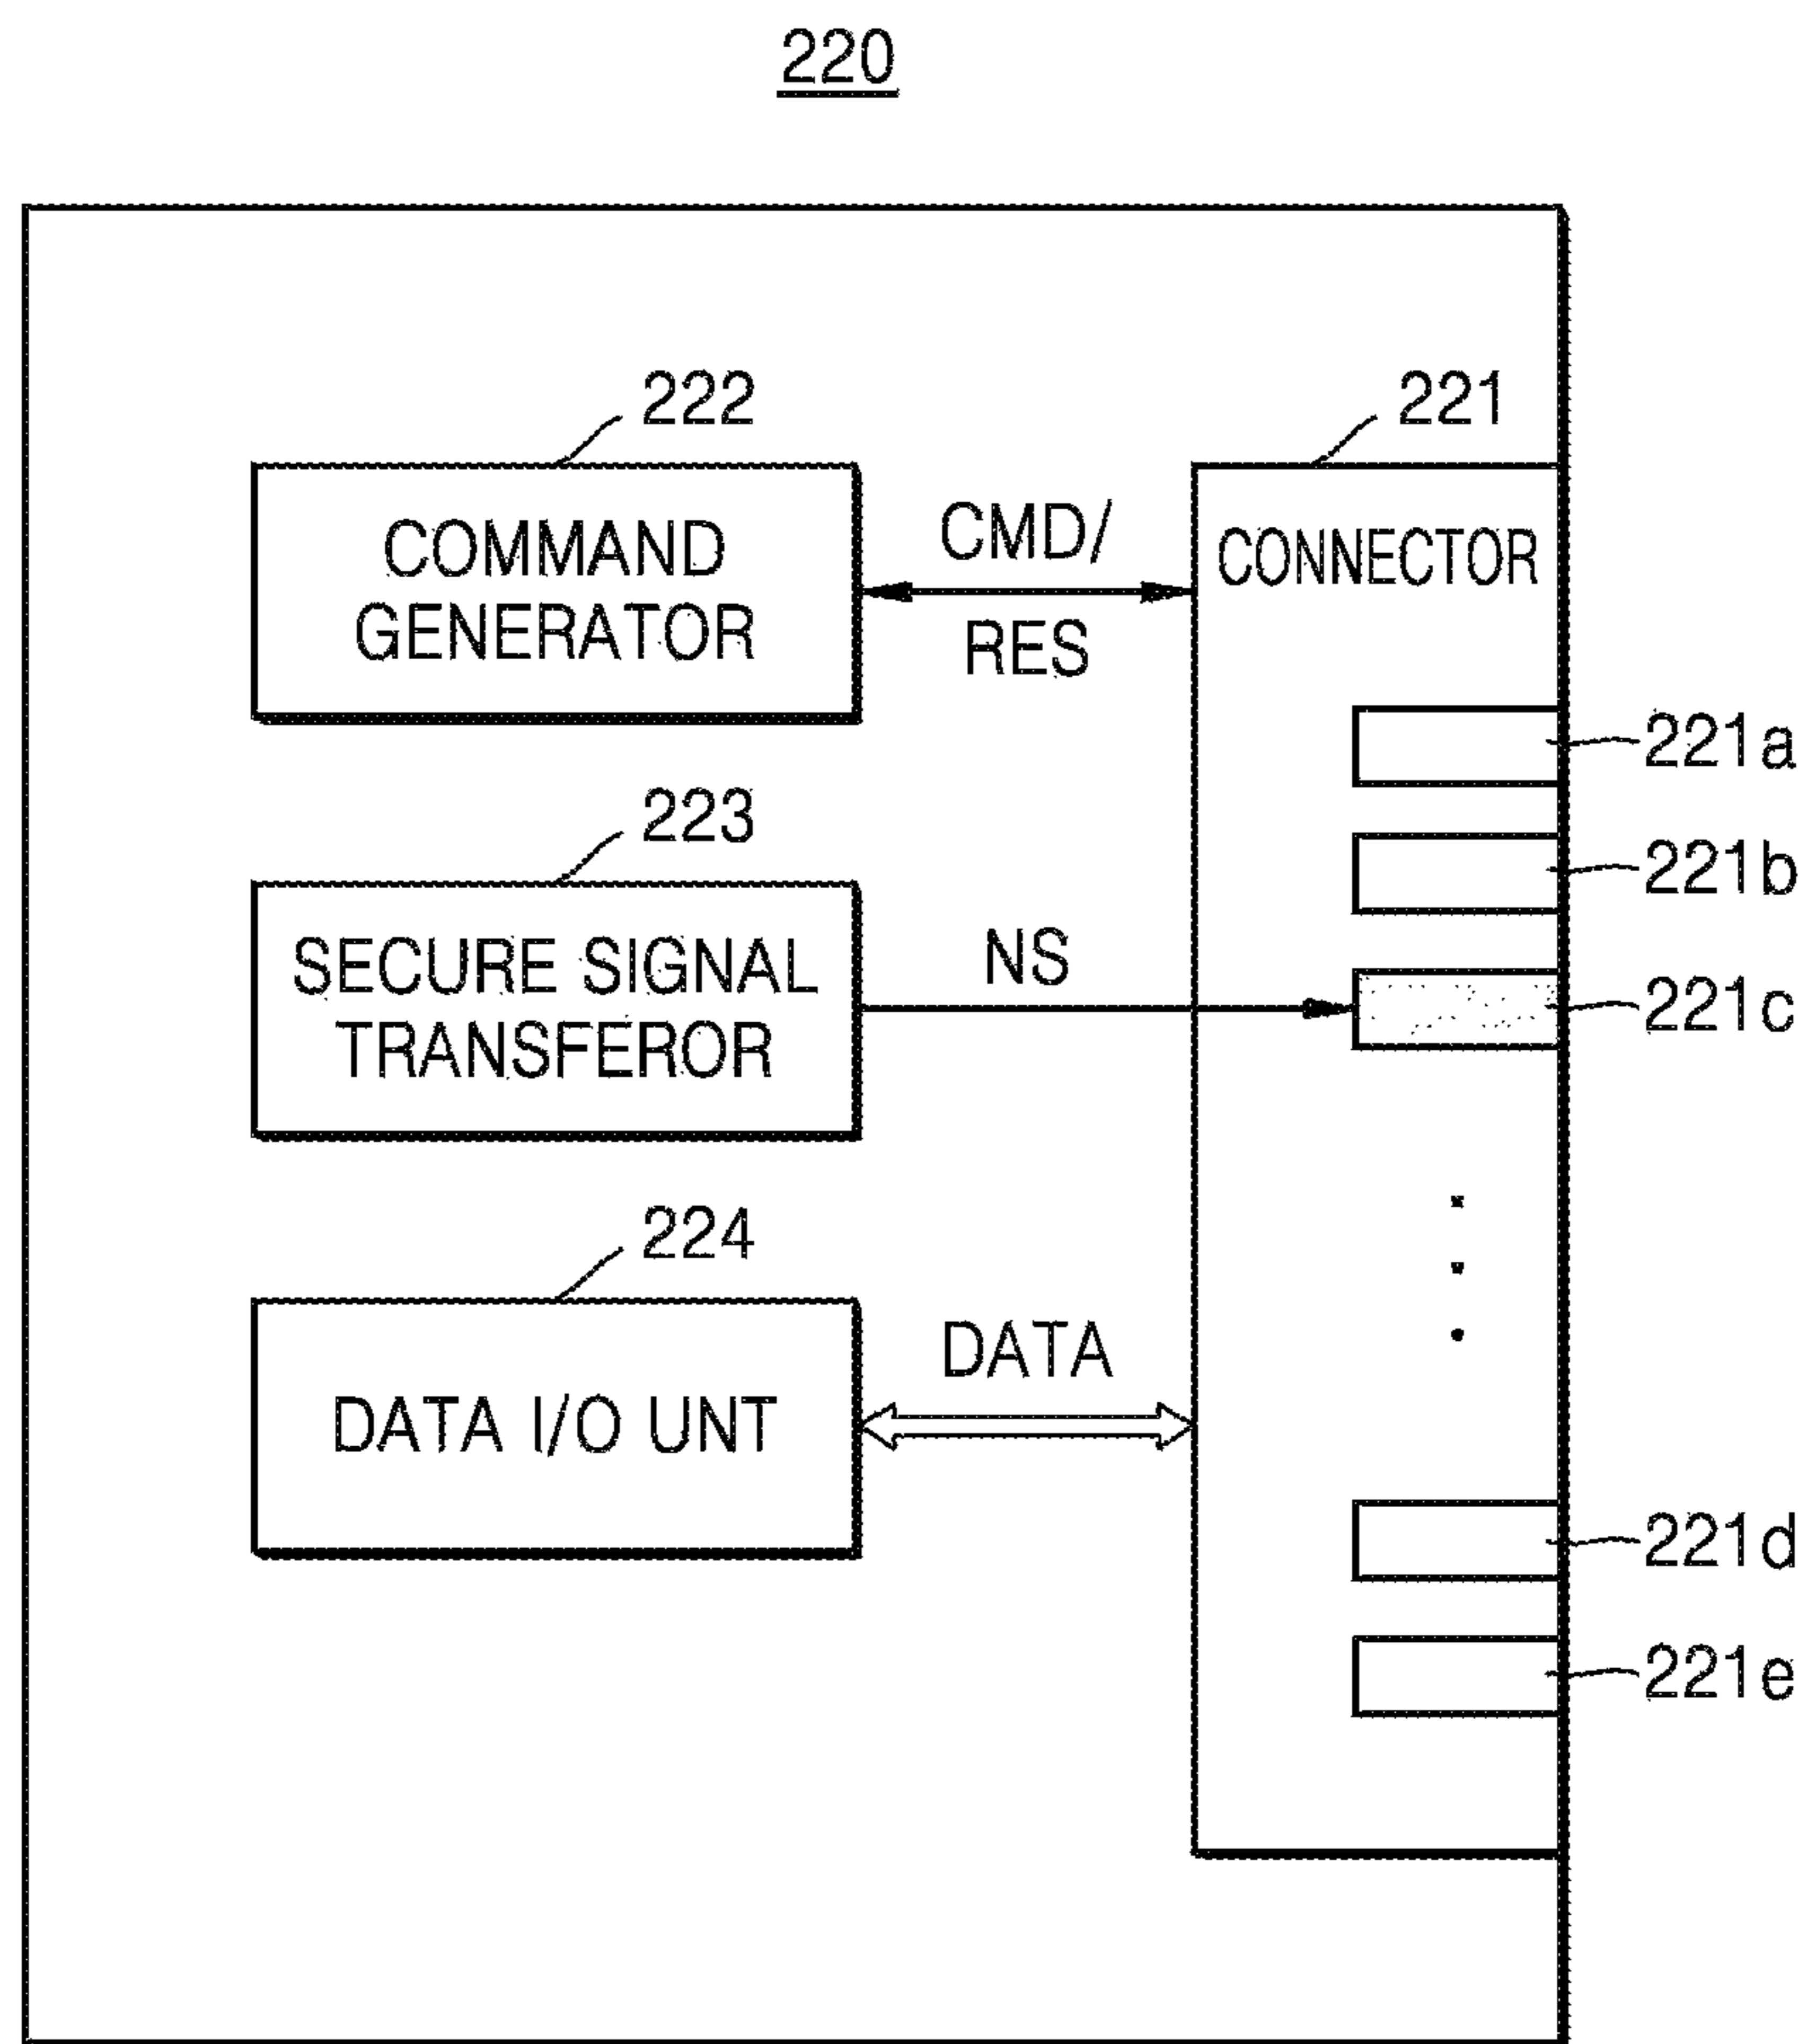 220
222
221
COMMAND
GENERATOR
CMD/
RES
CONNECTOR
221a
223
221b
SECURE SIGNAL
TRANSFEROR
NS
221c
224
DATA I/O UNT
DATA
221d
221e